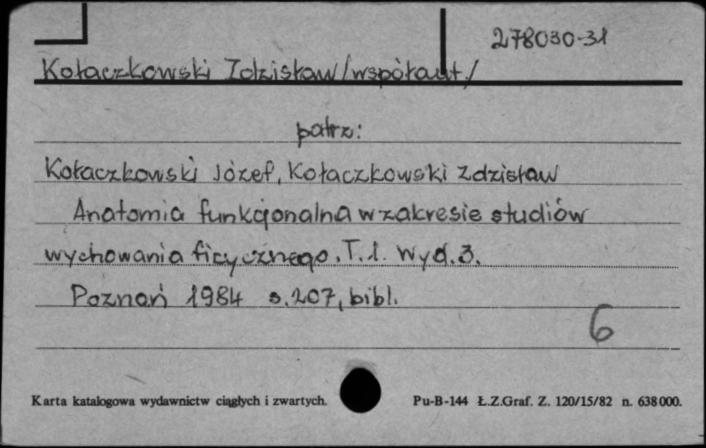 278030-31
Kołaczkowski Zdzisław /współaut./
patrz:
Kołaczkowski Józef, Kołaczkowski Zdzisław
Anatomia funkcjonalna w zakresie studiów
wychowania fizycznego. T.1. Wyd.3.
Poznań 1984 s.207, bibl.
6
Karta katalogowa wydawnictw ciągłych i zwartych. Pu-B-144 Ł.Z.Graf. Z. 120/15/82 n. 638000.